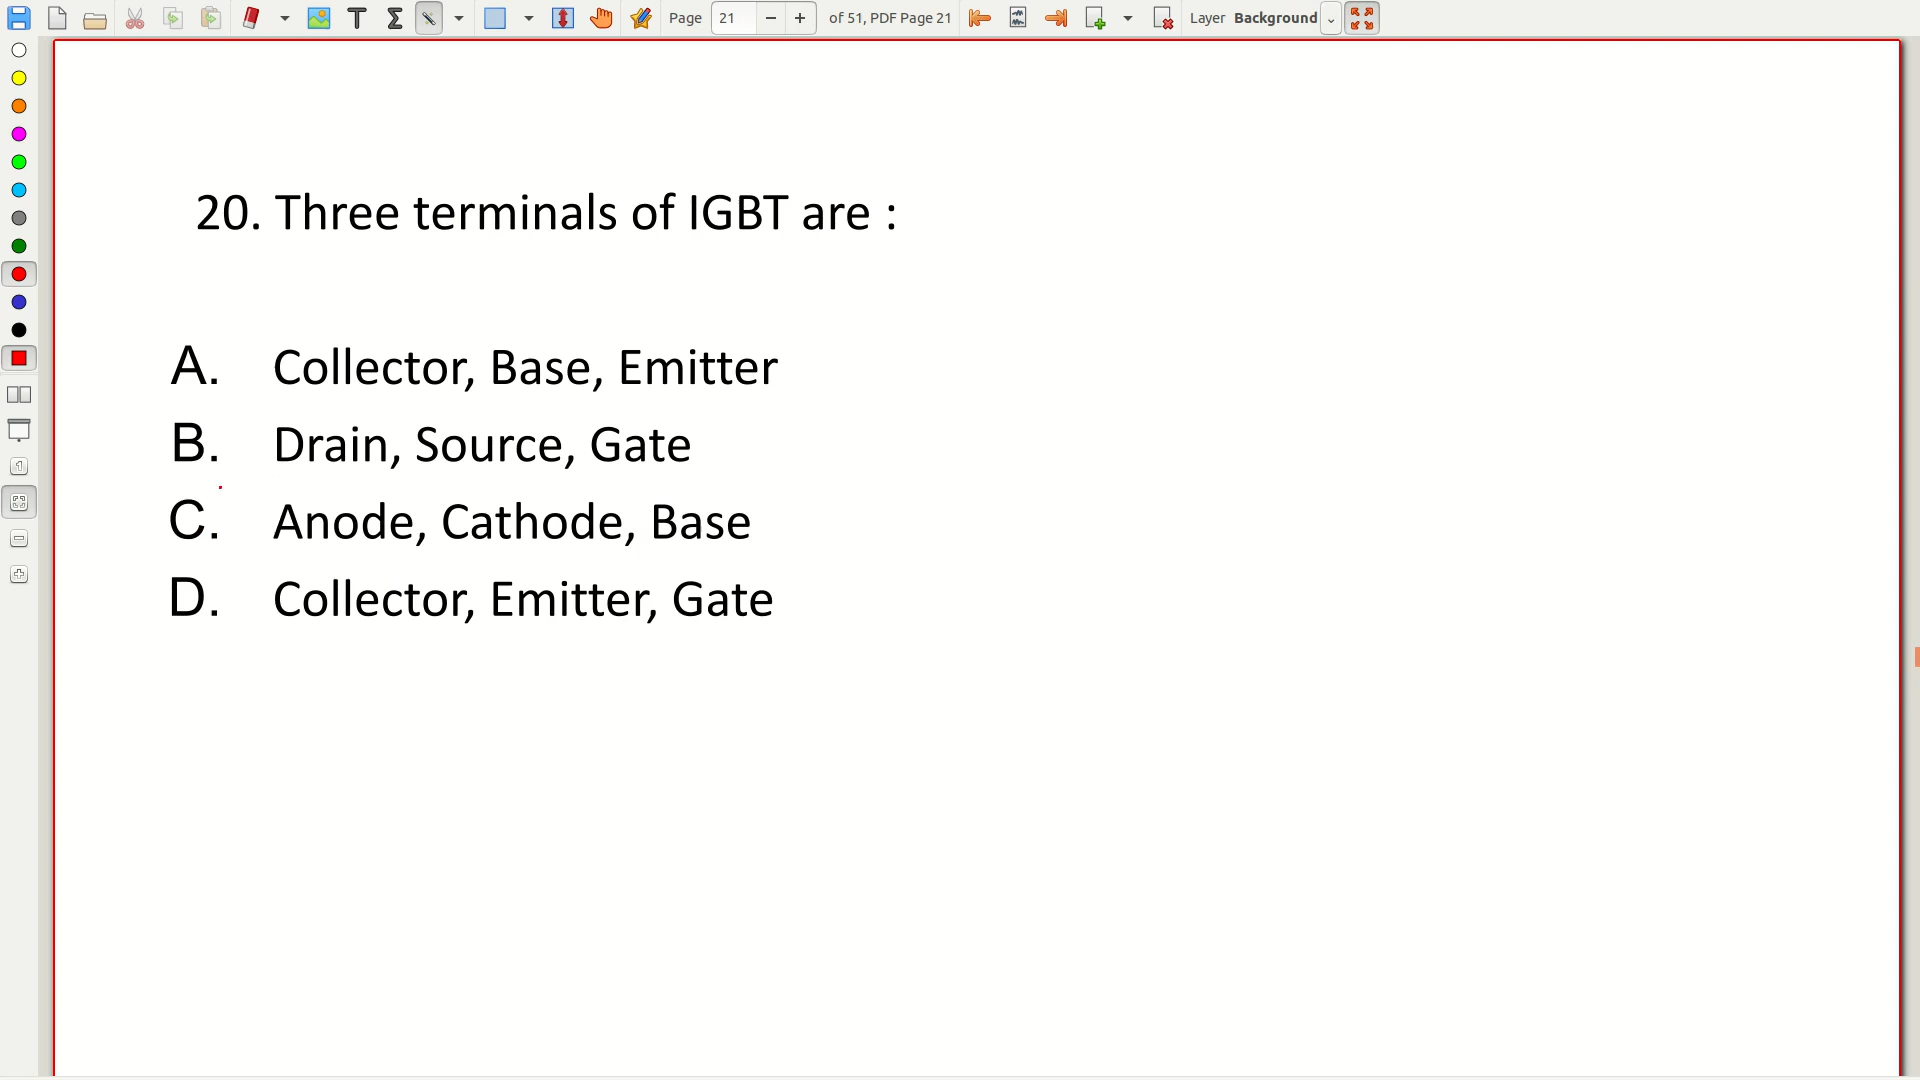 Page 21 of 51, PDF Page 21 Layer Background
20. Three terminals of IGBT are :
A. Collector, Base, Emitter
B. Drain, Source, Gate
C. Anode, Cathode, Base
D. Collector, Emitter, Gate